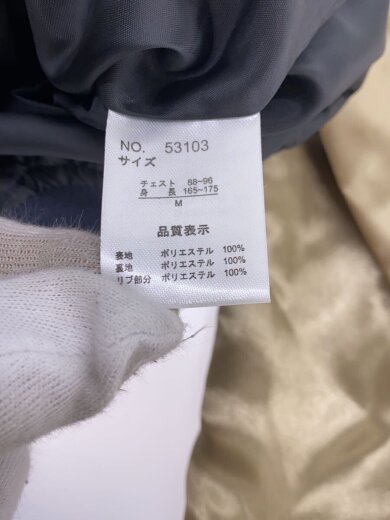 NO. 53103
サイズ
チェスト 88-96
身長 165-175
M
品質表示
表地 ポリエステル 100%
裏地 ポリエステル 100%
リブ部分 ポリエステル 100%